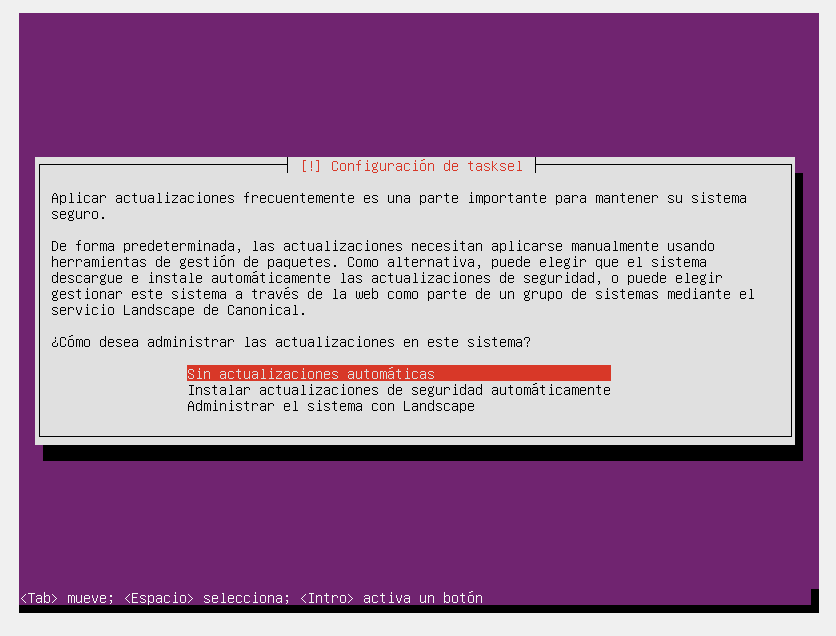 [!] Configuración de tasksel
Aplicar actualizaciones frecuentemente es una parte importante para mantener su sistema
seguro.
De forma predeterminada, las actualizaciones necesitan aplicarse manualmente usando
herramientas de gestión de paquetes. Como alternativa, puede elegir que el sistema
descargue e instale automáticamente las actualizaciones de seguridad, o puede elegir
gestionar este sistema a través de la web como parte de un grupo de sistemas mediante el
servicio Landscape de Canonical.
¿Cómo desea administrar las actualizaciones en este sistema?
Sin actualizaciones automáticas
Instalar actualizaciones de seguridad automáticamente
Administrar el sistema con Landscape
<Tab> mueve; <Espacio> selecciona; <Intro> activa un botón